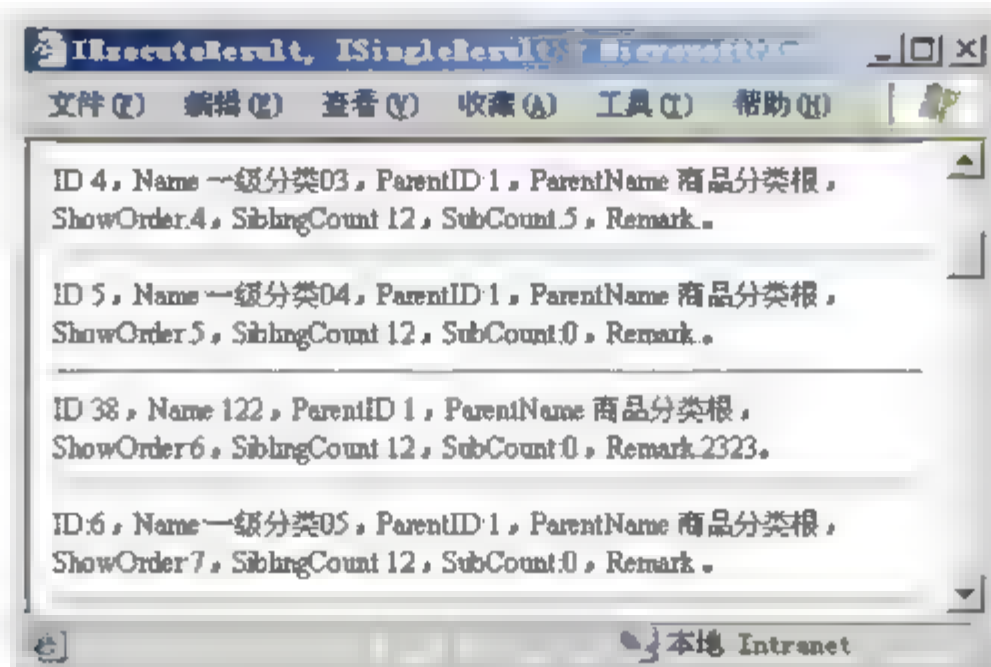 IExecuteResult, ISingleResult
文件(F) 编辑(E) 查看(V) 收藏(A) 工具(T) 帮助(H)
ID:4，Name:一级分类03，ParentID:1，ParentName:商品分类根，
ShowOrder:4，SiblingCount:12，SubCount:5，Remark:。
ID:5，Name:一级分类04，ParentID:1，ParentName:商品分类根，
ShowOrder:5，SiblingCount:12，SubCount:0，Remark:。
ID:38，Name:122，ParentID:1，ParentName:商品分类根，
ShowOrder:6，SiblingCount:12，SubCount:0，Remark:2323。
ID:6，Name:一级分类05，ParentID:1，ParentName:商品分类根，
ShowOrder:7，SiblingCount:12，SubCount:0，Remark:。
本地 Intranet